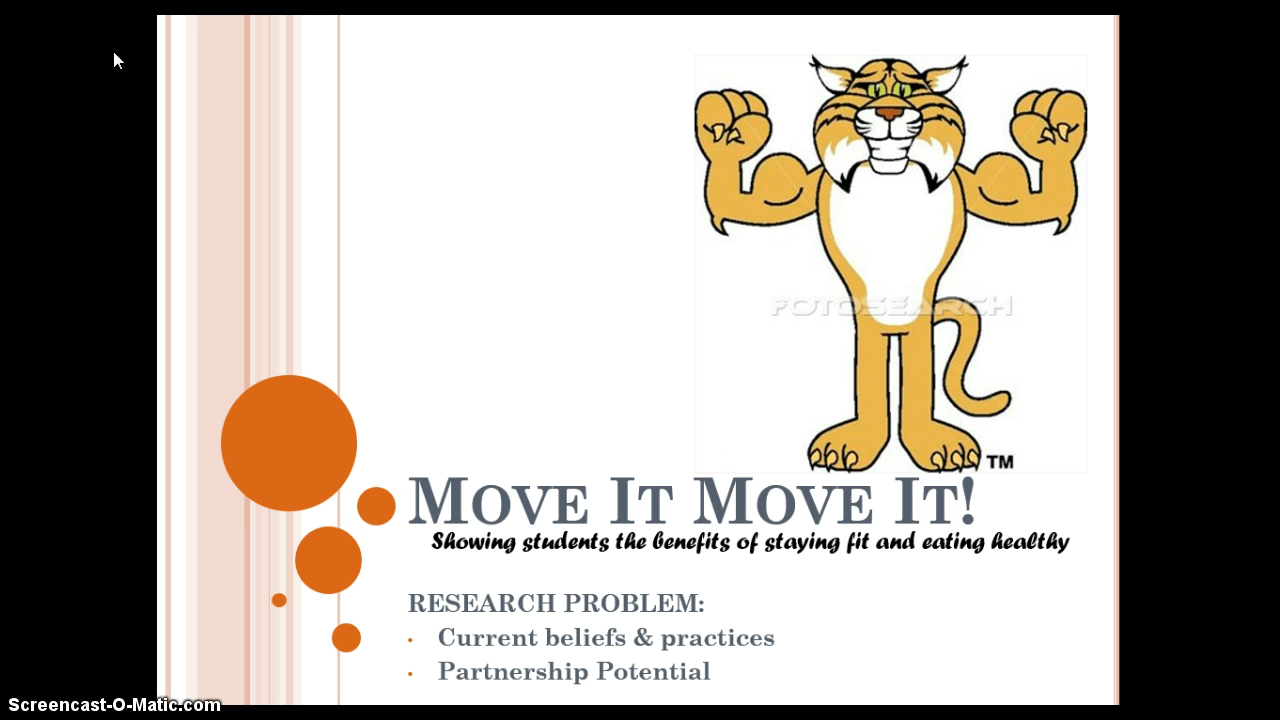 FOTOSEARCH
TM
MOVE IT MOVE IT!
Showing students the benefits of staying fit and eating healthy
RESEARCH PROBLEM:
• Current beliefs & practices
• Partnership Potential
Screencast-O-Matic.com